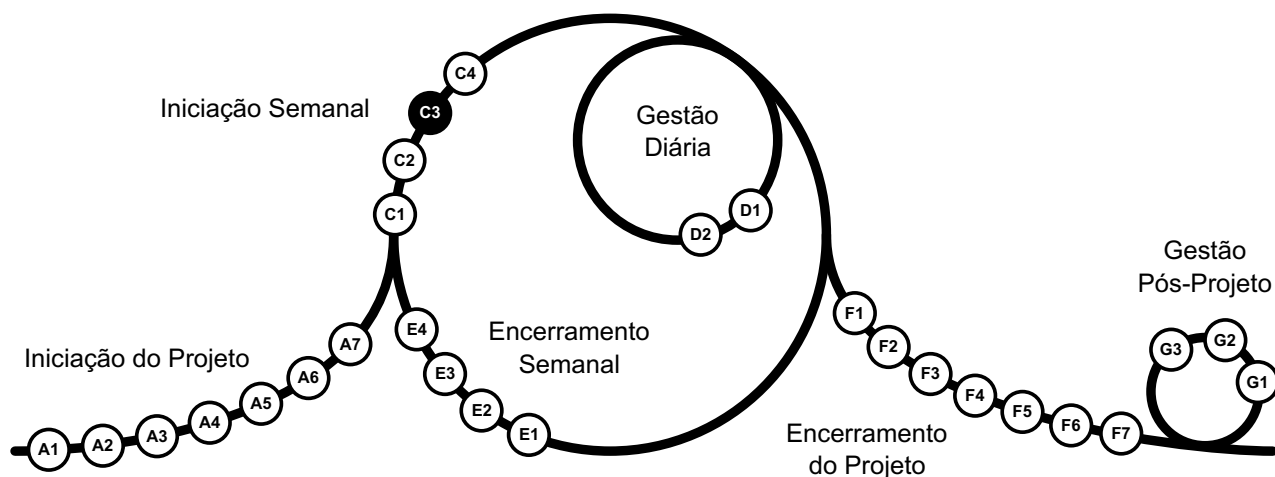 Iniciação Semanal
C4
C3
C2
C1
Gestão
Diária
D1
D2
Iniciação do Projeto
A1
A2
A3
A4
A5
A6
A7
Encerramento
Semanal
E4
E3
E2
E1
Encerramento
do Projeto
F1
F2
F3
F4
F5
F6
F7
Gestão
Pós-Projeto
G3
G2
G1